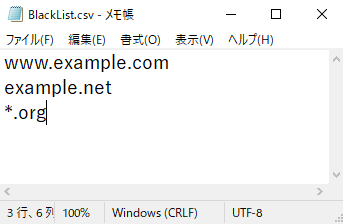 BlackList.csv - メモ帳
ファイル(F) 編集(E) 書式(O) 表示(V) ヘルプ(H)
www.example.com
example.net
*.org
3 行、6 列 100% Windows (CRLF) UTF-8